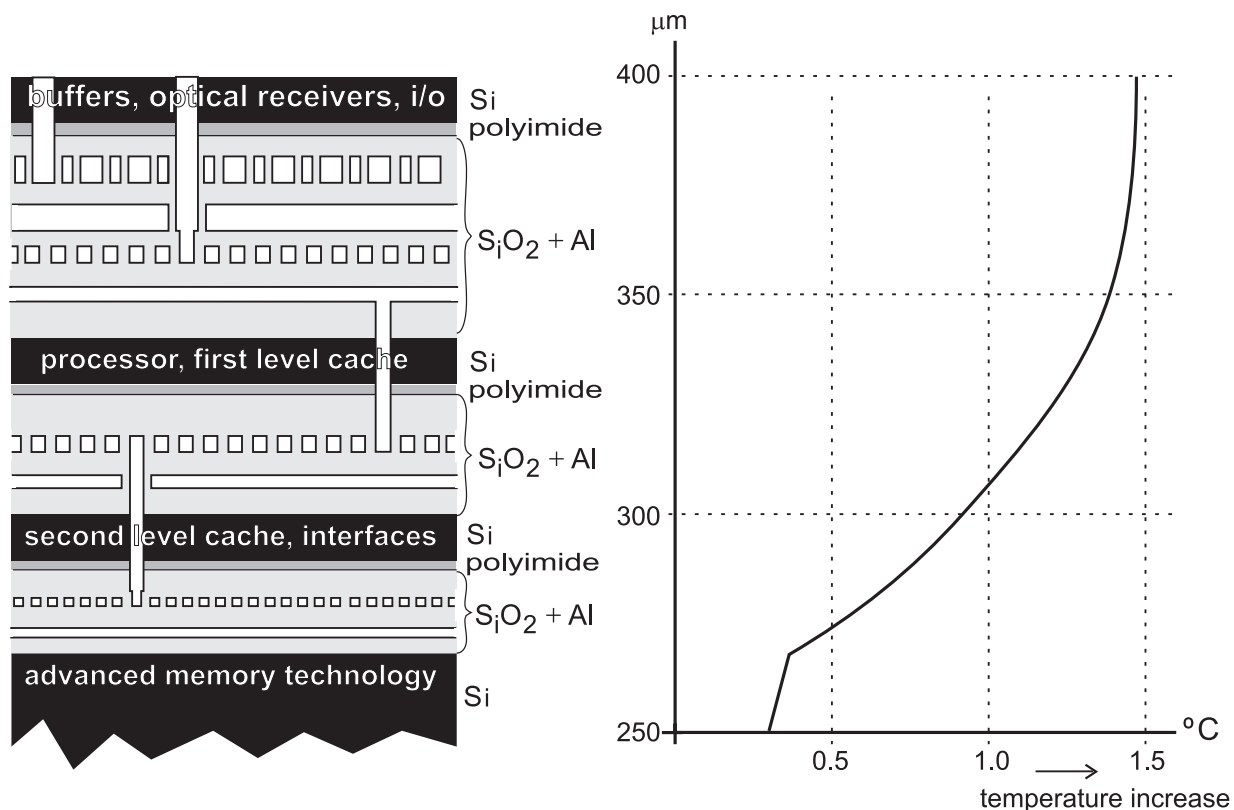 buffers, optical receivers, i/o
Si
polyimide
SiO2 + Al
processor, first level cache
Si
polyimide
SiO2 + Al
second level cache, interfaces
Si
polyimide
SiO2 + Al
advanced memory technology
Si
μm
400
350
300
250
0.5
1.0
1.5
ºC
temperature increase